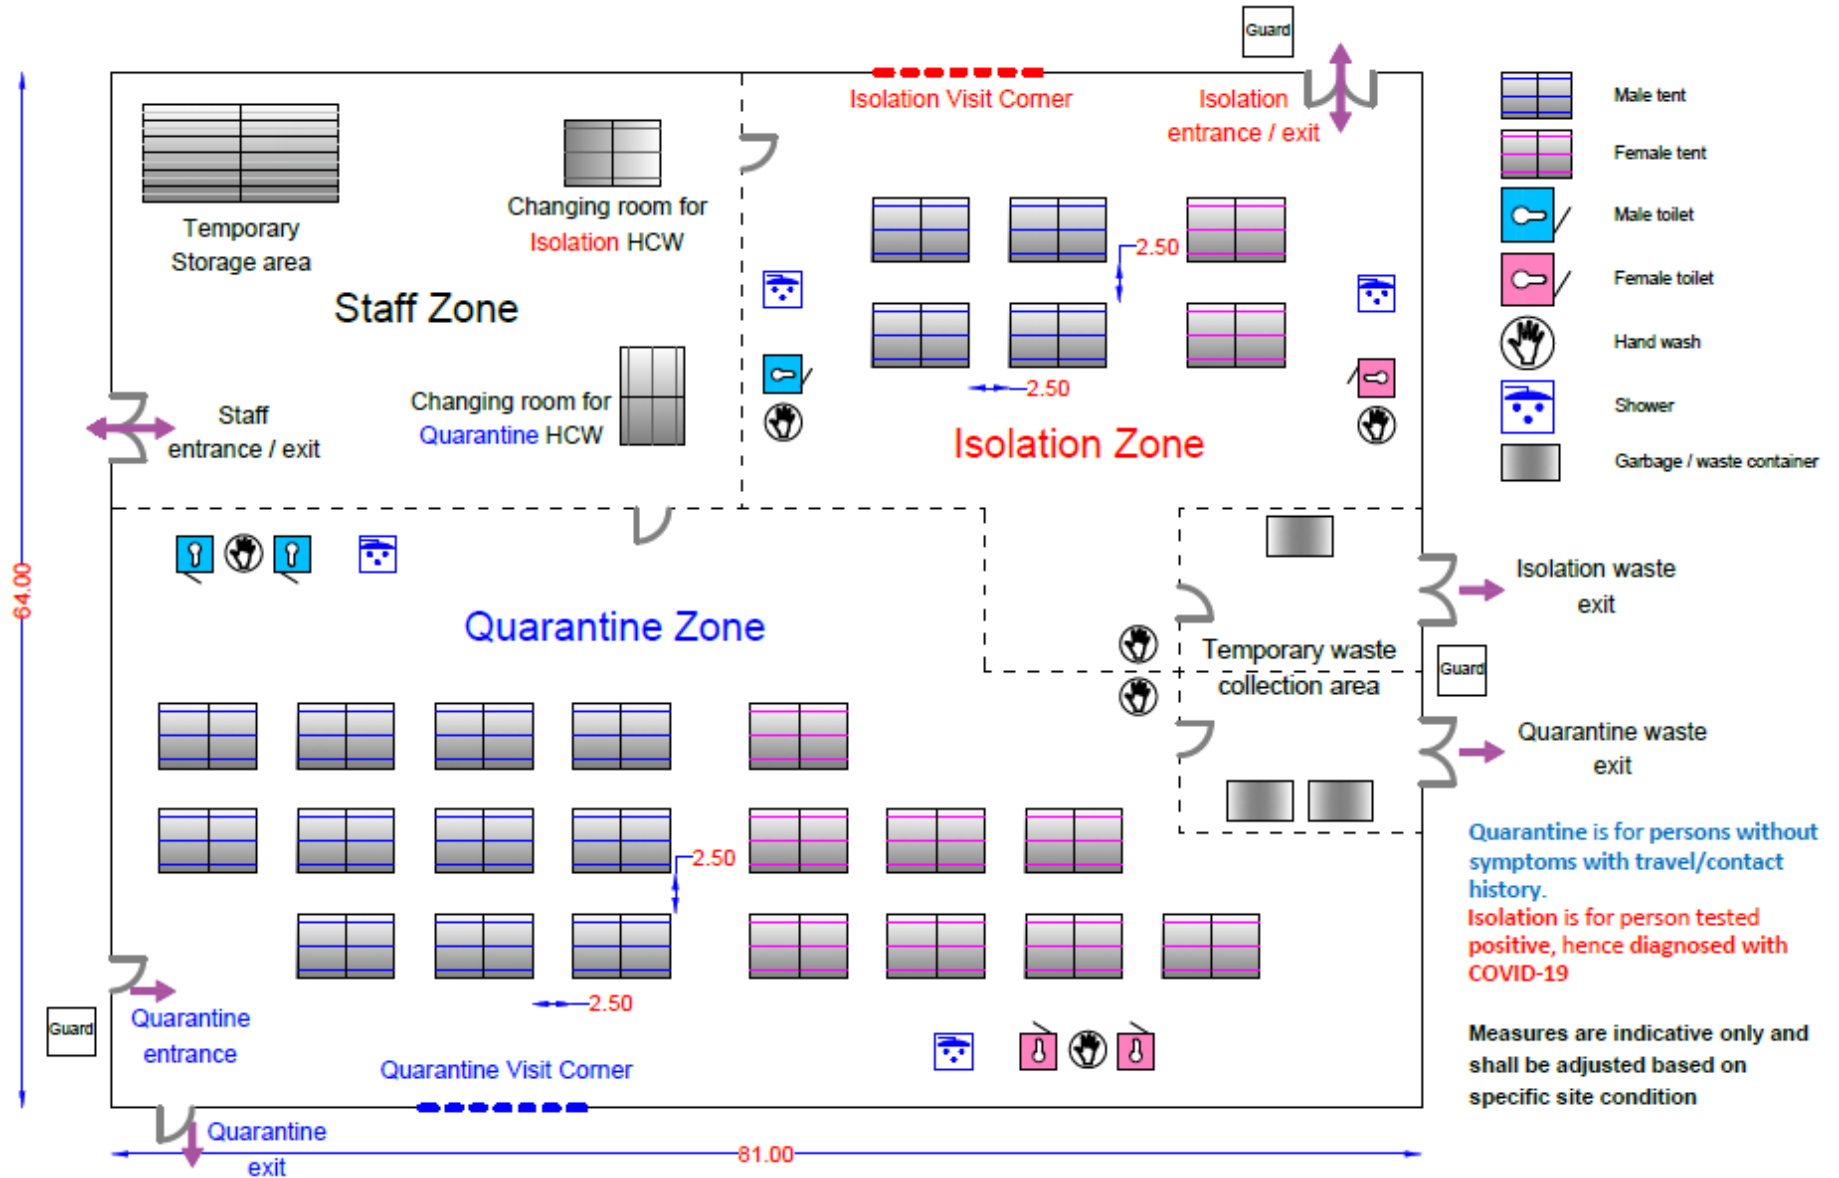 Guard
Isolation Visit Corner
Isolation
entrance / exit
Temporary
Storage area
Changing room for
Isolation HCW
Staff Zone
2.50
2.50
Staff
entrance / exit
Changing room for
Quarantine HCW
Isolation Zone
64.00
Quarantine Zone
Temporary waste
collection area
Isolation waste
exit
Guard
Quarantine waste
exit
2.50
2.50
Guard
Quarantine
entrance
Quarantine Visit Corner
Quarantine
exit
81.00
Male tent
Female tent
Male toilet
Female toilet
Hand wash
Shower
Garbage / waste container
Quarantine is for persons without
symptoms with travel/contact
history.
Isolation is for person tested
positive, hence diagnosed with
COVID-19
Measures are indicative only and
shall be adjusted based on
specific site condition